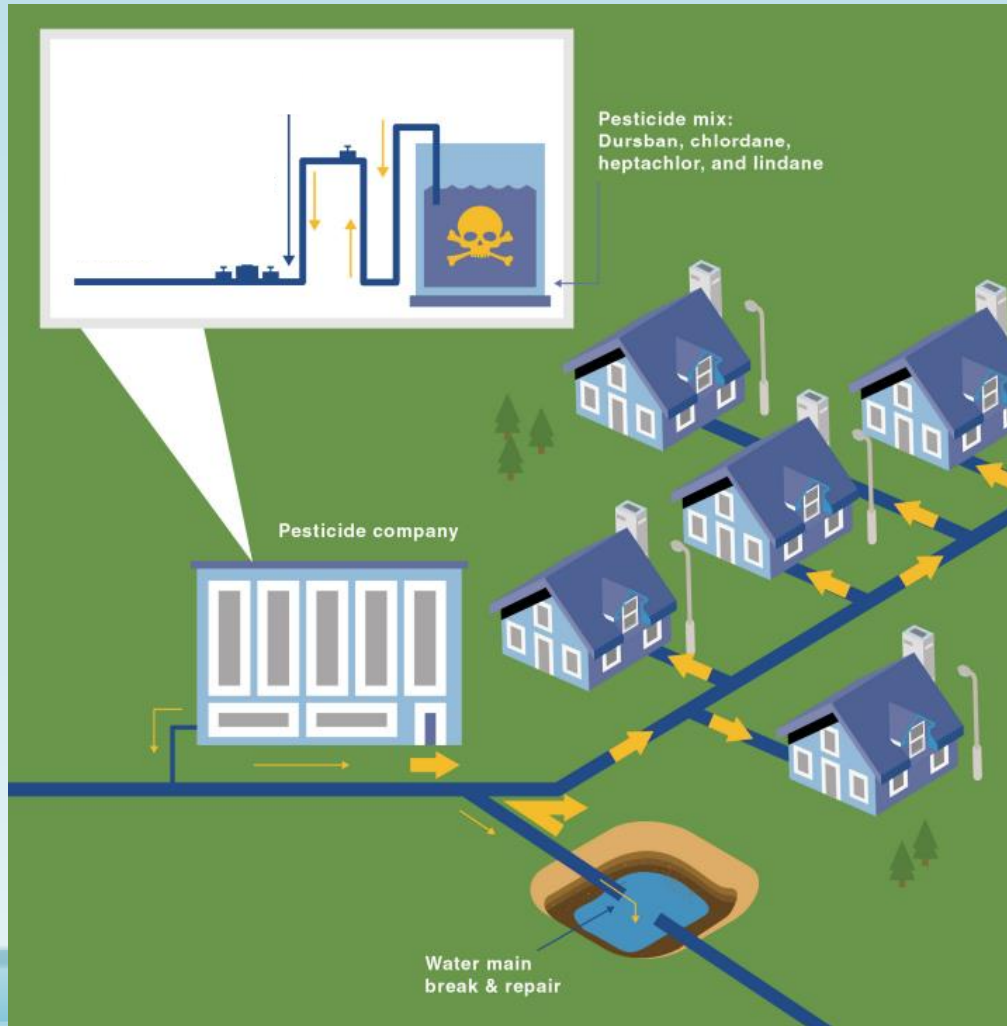 Pesticide mix:
Dursban, chlordane,
heptachlor, and lindane
Pesticide company
Water main
break & repair